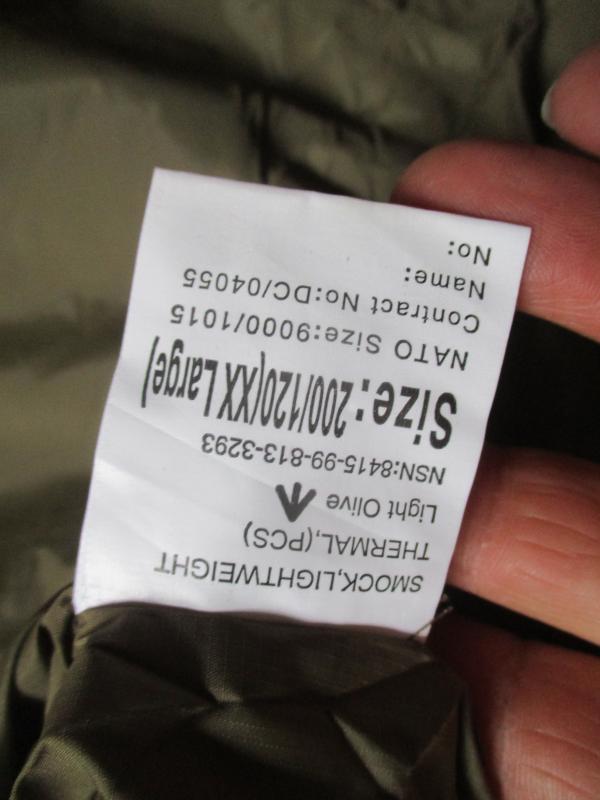 SMOCK,LIGHTWEIGHT
THERMAL,(PCS)
Light Olive
NSN:8415-99-813-3293
Size:200/120(XX Large)
NATO Size:9000/1015
Contract No:DC/04055
Name:
No: